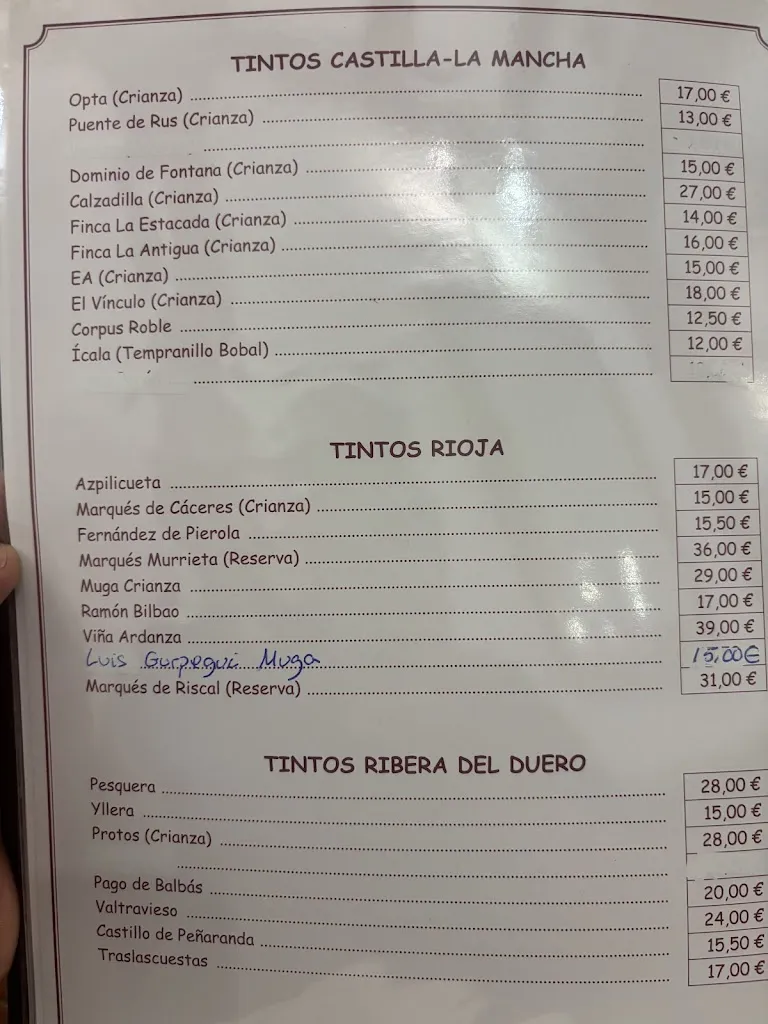 TINTOS CASTILLA-LA MANCHA
Opta (Crianza) 17,00 €
Puente de Rus (Crianza) 13,00 €
Dominio de Fontana (Crianza) 15,00 €
Calzadilla (Crianza) 27,00 €
Finca La Estacada (Crianza) 14,00 €
Finca La Antigua (Crianza) 16,00 €
EA (Crianza) 15,00 €
El Vínculo (Crianza) 18,00 €
Corpus Roble 12,50 €
Ícala (Tempranillo Bobal) 12,00 €
TINTOS RIOJA
Azpilicueta 17,00 €
Marqués de Cáceres (Crianza) 15,00 €
Fernández de Pierola 15,50 €
Marqués Murrieta (Reserva) 36,00 €
Muga Crianza 29,00 €
Ramón Bilbao 17,00 €
Viña Ardanza 39,00 €
Luis Gurpegui Muga 15,00€
Marqués de Riscal (Reserva) 31,00 €
TINTOS RIBERA DEL DUERO
Pesquera 28,00 €
Yllera 15,00 €
Protos (Crianza) 28,00 €
Pago de Balbás 20,00 €
Valtravieso 24,00 €
Castillo de Peñaranda 15,50 €
Traslascuestas 17,00 €